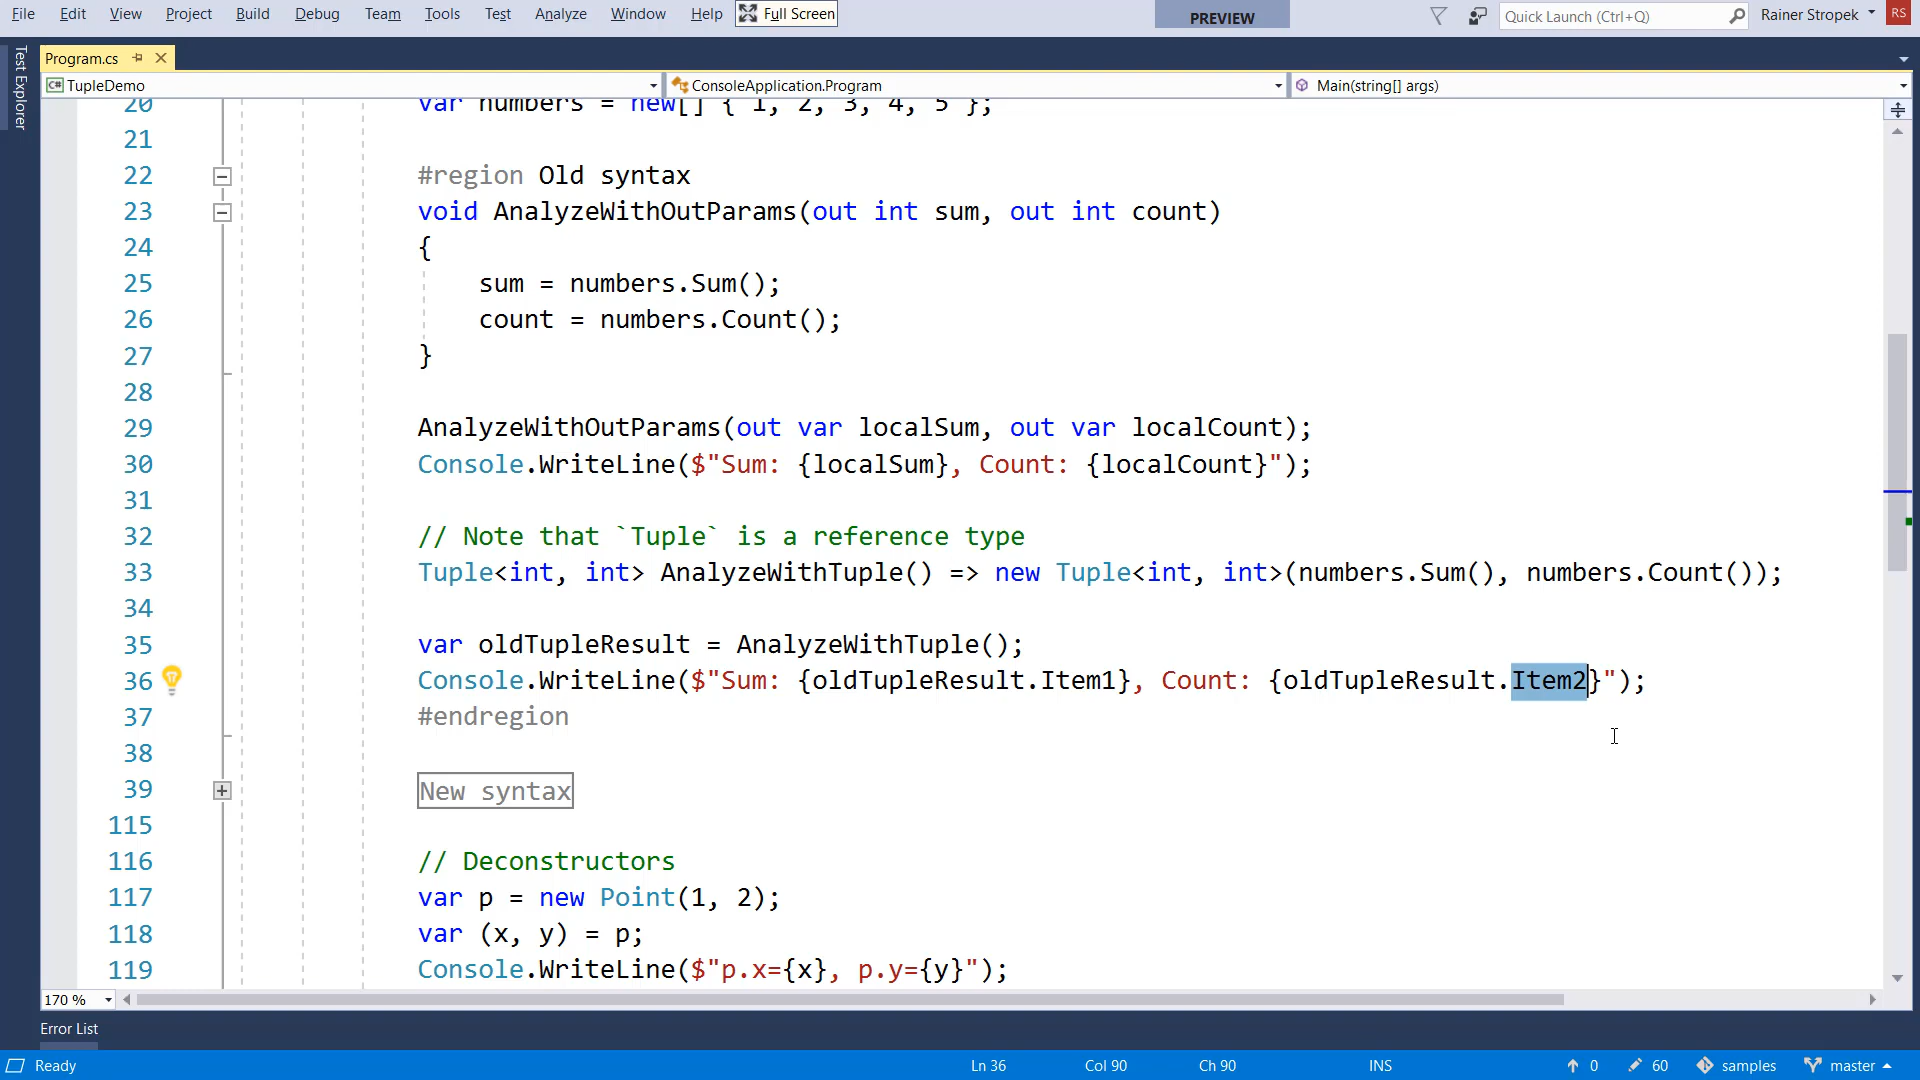 File Edit View Project Build Debug Team Tools Test Analyze Window Help Full Screen PREVIEW Quick Launch (Ctrl+Q) Rainer Stropek RS
Test Explorer
Program.cs
C# TupleDemo ConsoleApplication.Program Main(string[] args)
20 var numbers = new[] { 1, 2, 3, 4, 5 };
21
22 #region Old syntax
23 void AnalyzeWithOutParams(out int sum, out int count)
24 {
25 sum = numbers.Sum();
26 count = numbers.Count();
27 }
28
29 AnalyzeWithOutParams(out var localSum, out var localCount);
30 Console.WriteLine($"Sum: {localSum}, Count: {localCount}");
31
32 // Note that `Tuple` is a reference type
33 Tuple<int, int> AnalyzeWithTuple() => new Tuple<int, int>(numbers.Sum(), numbers.Count());
34
35 var oldTupleResult = AnalyzeWithTuple();
36 Console.WriteLine($"Sum: {oldTupleResult.Item1}, Count: {oldTupleResult.Item2}");
37 #endregion
38
39 New syntax
115
116 // Deconstructors
117 var p = new Point(1, 2);
118 var (x, y) = p;
119 Console.WriteLine($"p.x={x}, p.y={y}");
170 %
Error List
Ready Ln 36 Col 90 Ch 90 INS 0 60 samples master